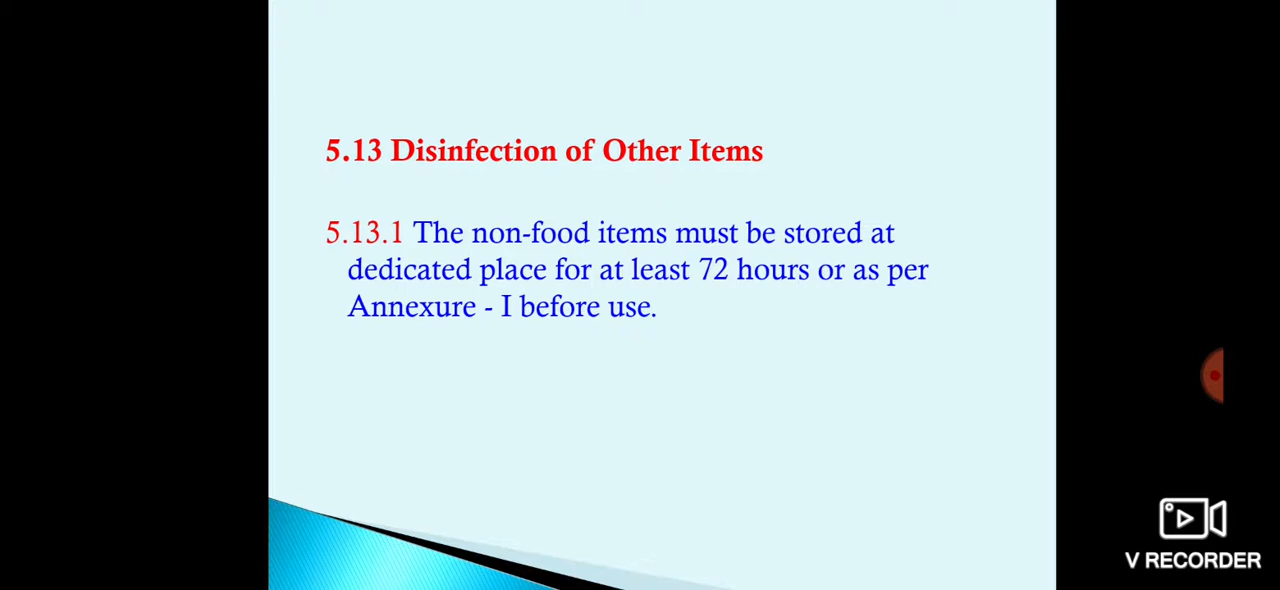 5.13 Disinfection of Other Items
5.13.1 The non-food items must be stored at
dedicated place for at least 72 hours or as per
Annexure - I before use.
V RECORDER